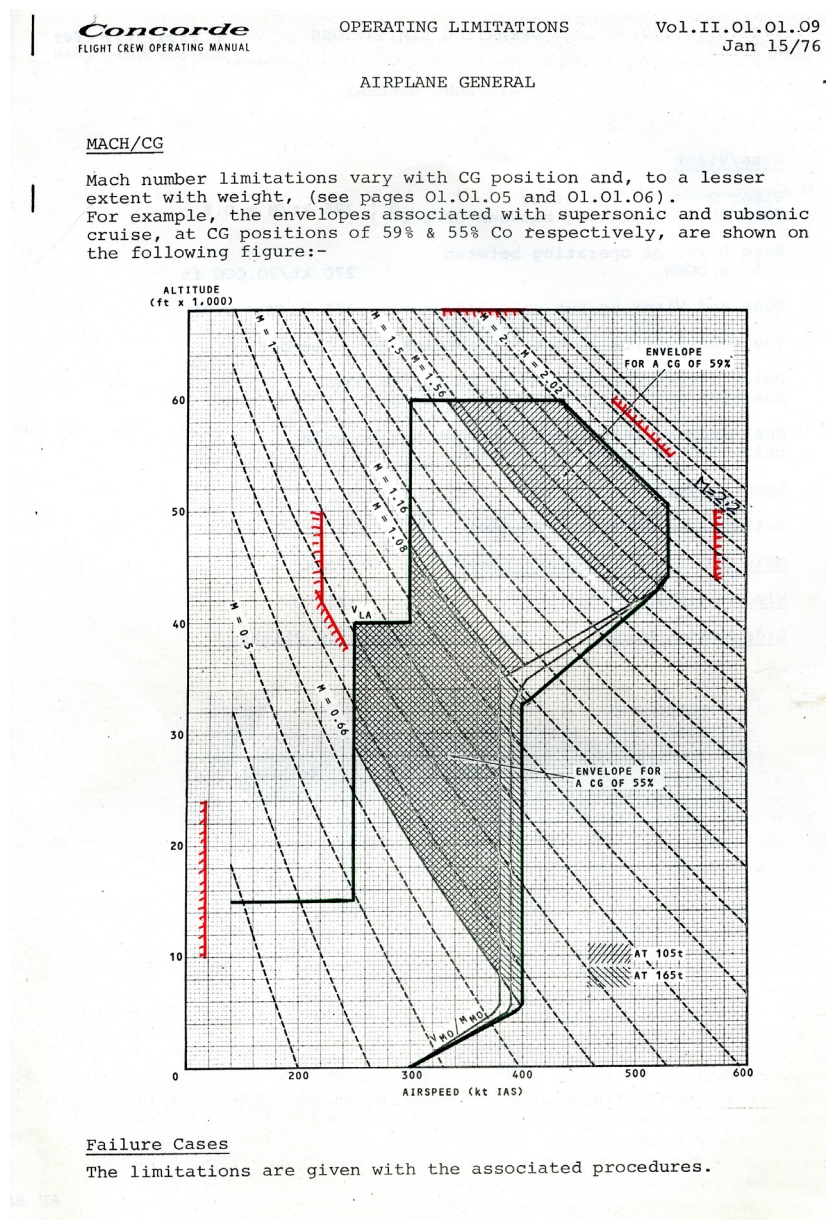 Concorde
FLIGHT CREW OPERATING MANUAL
OPERATING LIMITATIONS
Vol.II.01.01.09
Jan 15/76
AIRPLANE GENERAL
MACH/CG
Mach number limitations vary with CG position and, to a lesser
extent with weight, (see pages 01.01.05 and 01.01.06).
For example, the envelopes associated with supersonic and subsonic
cruise, at CG positions of 59% & 55% Co respectively, are shown on
the following figure:-
ALTITUDE
(ft x 1,000)
M = 1
M = 1.5
M = 1.56
M = 2
M = 2.02
ENVELOPE
FOR A CG OF 59%
60
M=2.2
M = 1.16
50
M = 1.08
VLA
40
M = 0.5
M = 0.66
30
ENVELOPE FOR
A CG OF 55%
20
10
AT 105t
AT 165t
VMO/MMO
0
200
300
400
500
600
AIRSPEED (kt IAS)
Failure Cases
The limitations are given with the associated procedures.